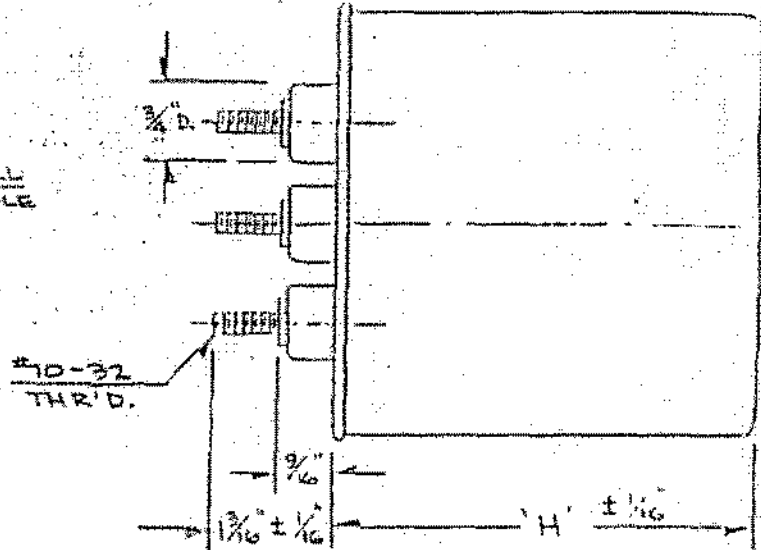 3/4" D.
#10-32
THR'D.
9/16"
1 3/16" ± 1/16"
'H' ± 1/16"